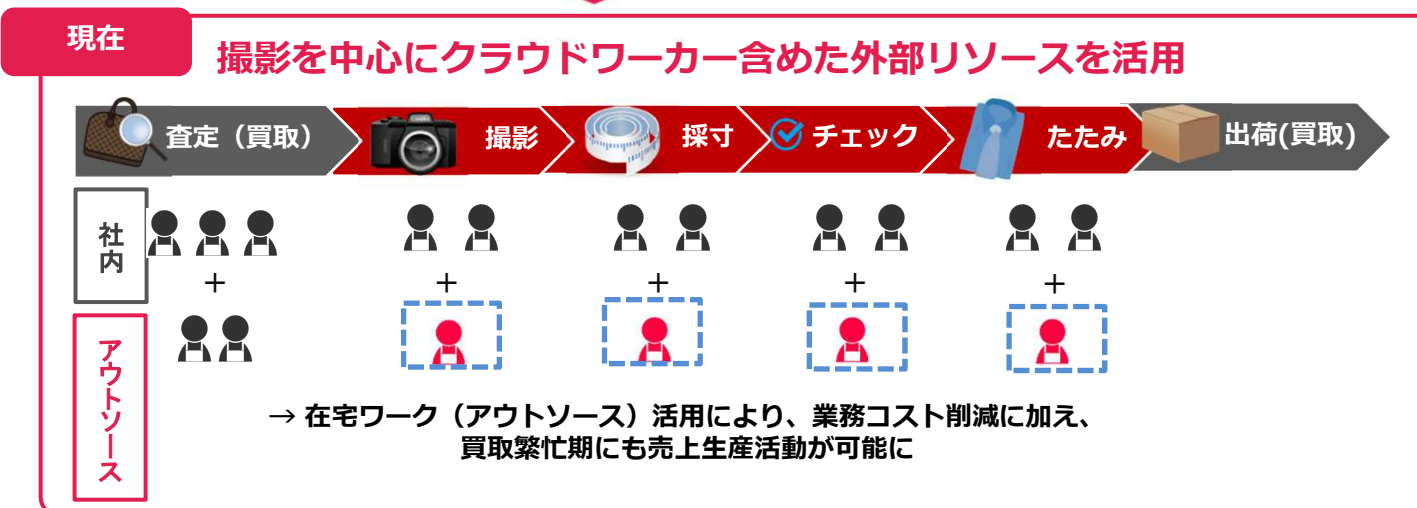 現在
撮影を中心にクラウドワーカー含めた外部リソースを活用
査定（買取）
撮影
採寸
チェック
たたみ
出荷(買取)
社内
＋
＋
＋
＋
＋
アウトソース
→ 在宅ワーク（アウトソース）活用により、業務コスト削減に加え、
買取繁忙期にも売上生産活動が可能に